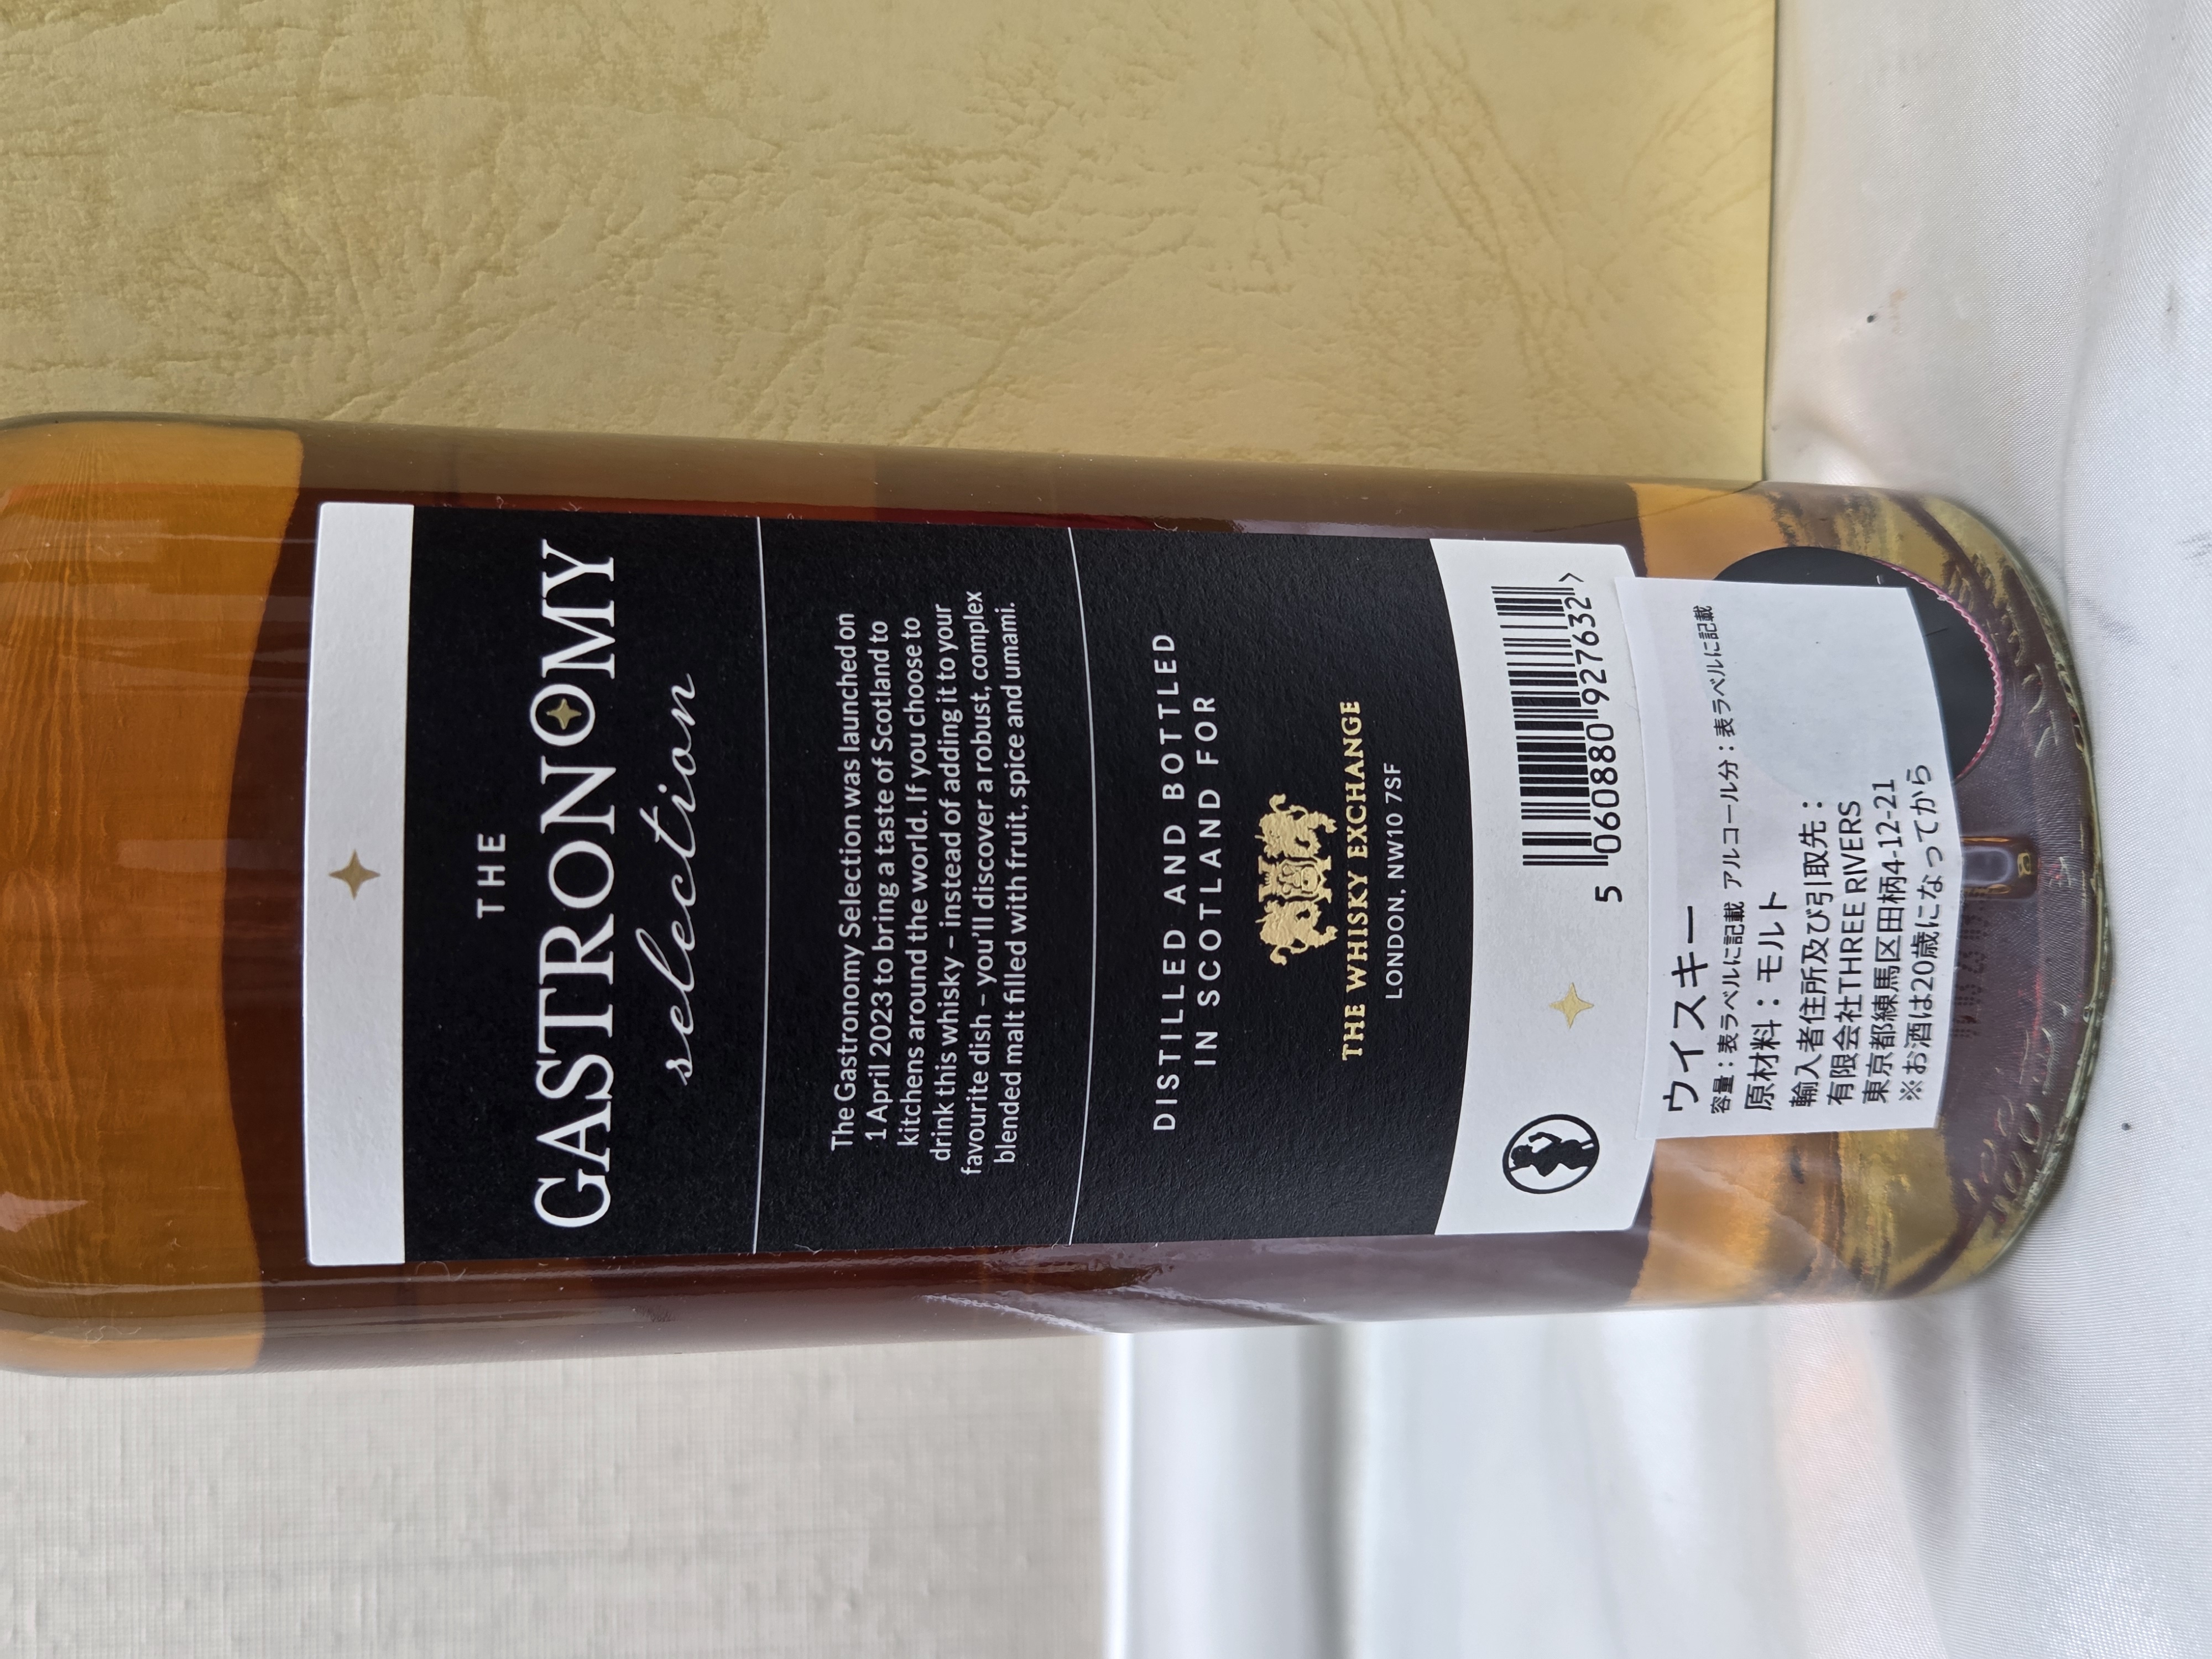 THE
GASTRONOMY
selection
The Gastronomy Selection was launched on
1 April 2023 to bring a taste of Scotland to
kitchens around the world. If you choose to
drink this whisky – instead of adding it to your
favourite dish – you'll discover a robust, complex
blended malt filled with fruit, spice and umami.
DISTILLED AND BOTTLED
IN SCOTLAND FOR
THE WHISKY EXCHANGE
LONDON, NW10 7SF
5 060880 927632 >
ウイスキー
容量：表ラベルに記載 アルコール分：表ラベルに記載
原材料：モルト
輸入者住所及び引取先：
有限会社THREE RIVERS
東京都練馬区田柄4-12-21
※お酒は20歳になってから